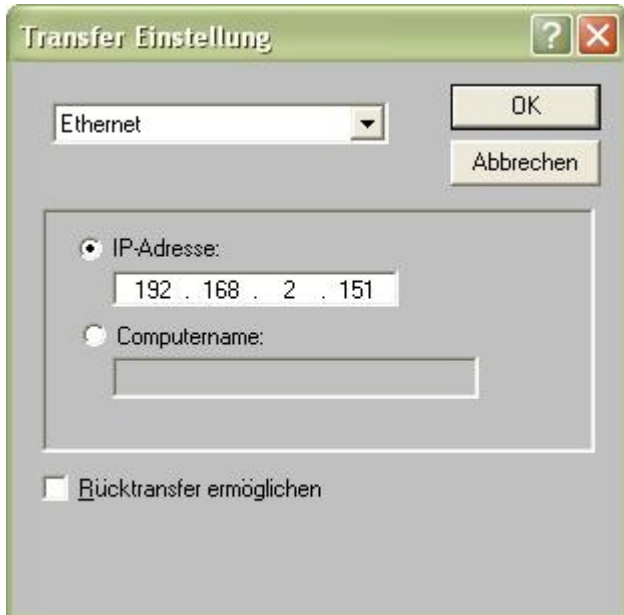 Transfer Einstellung
Ethernet
OK
Abbrechen
IP-Adresse:
192 . 168 . 2 . 151
Computername:
Rücktransfer ermöglichen